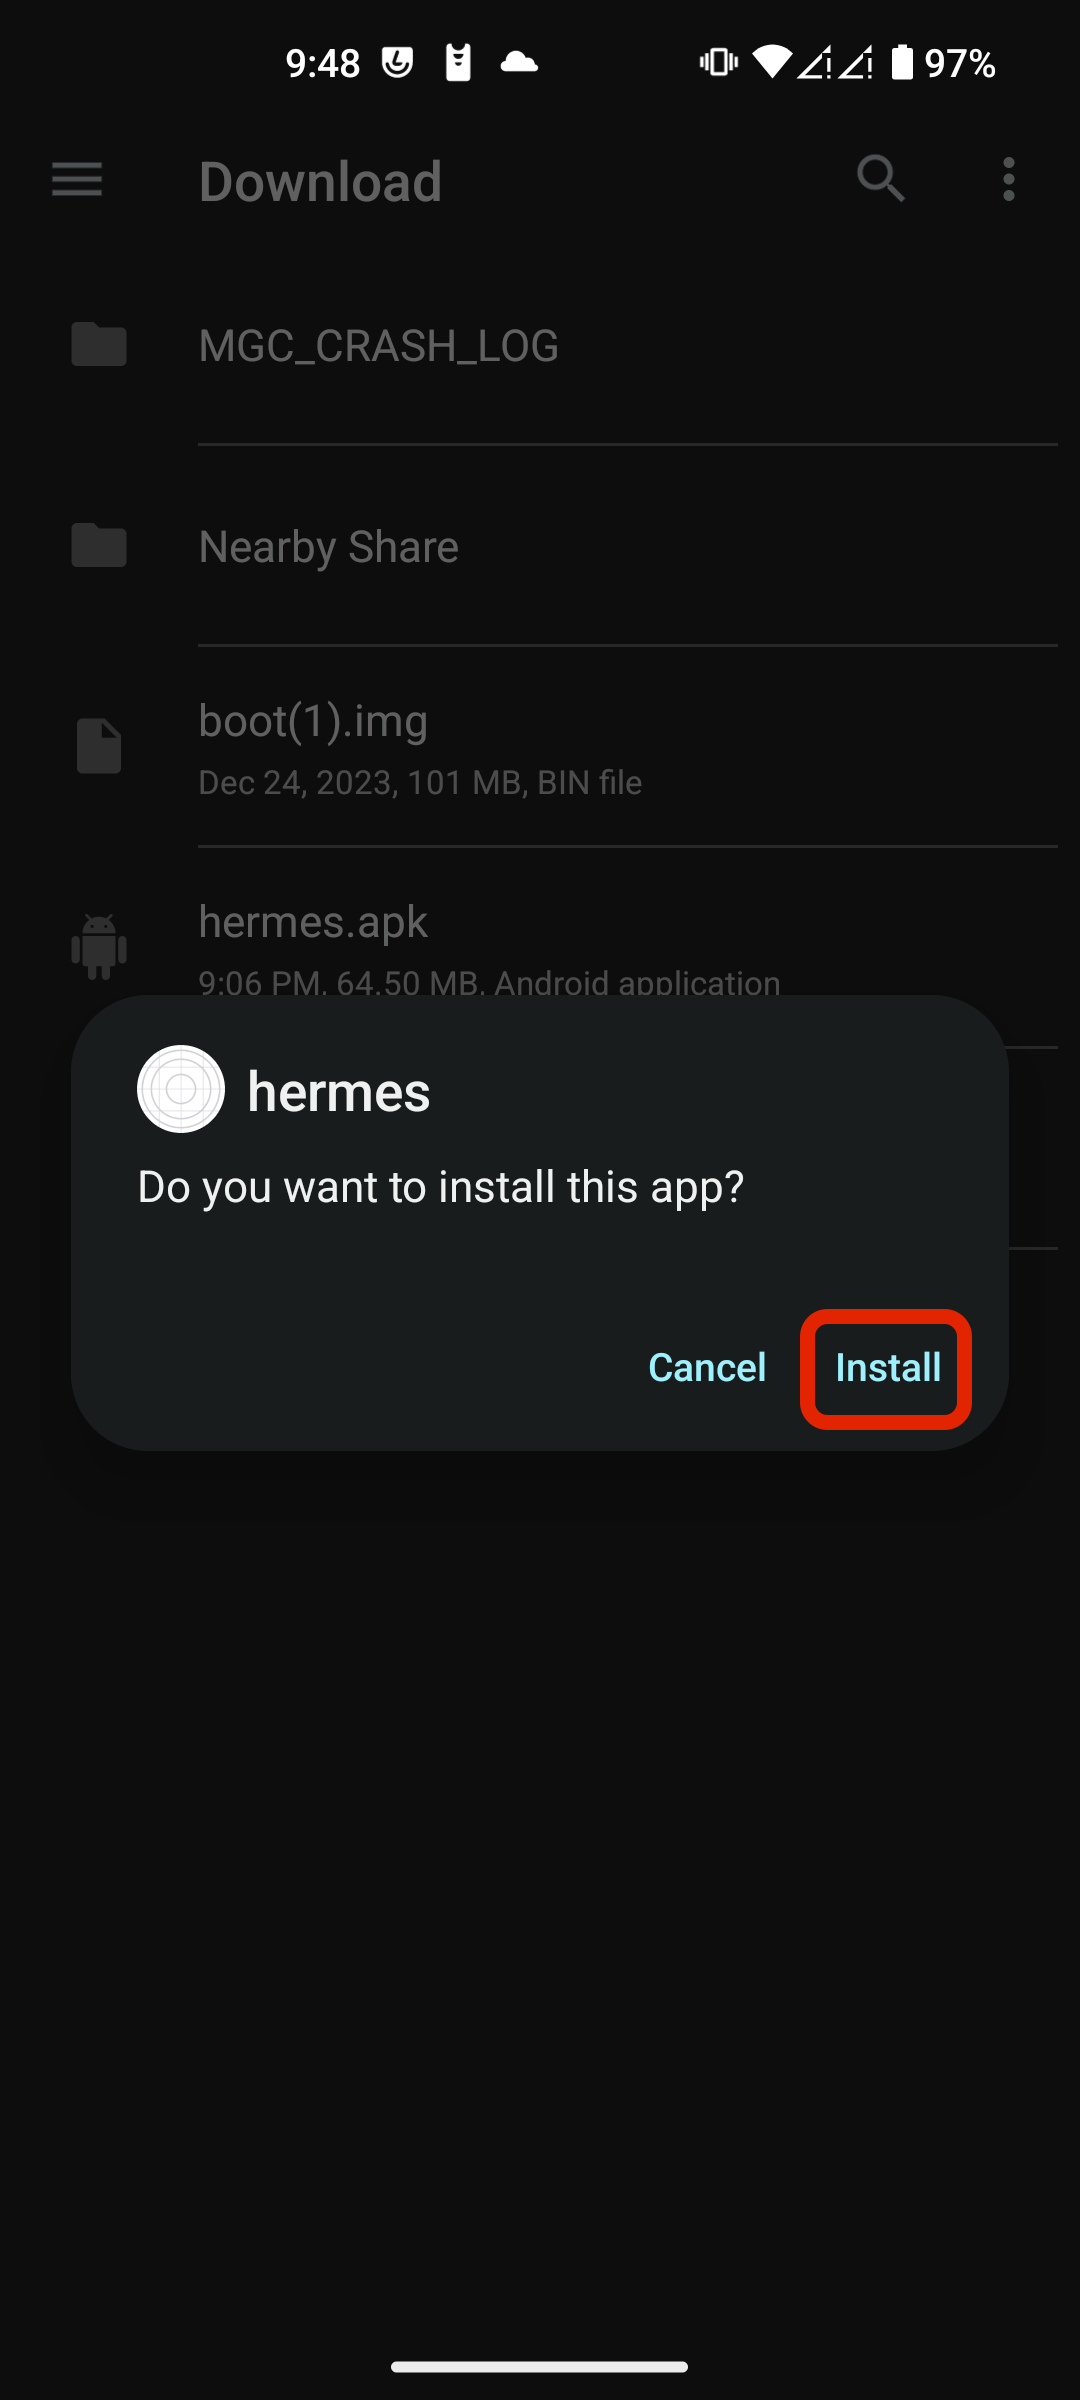 9:48 97%
Download
MGC_CRASH_LOG
Nearby Share
boot(1).img
Dec 24, 2023, 101 MB, BIN file
hermes.apk
9:06 PM, 64.50 MB, Android application
hermes
Do you want to install this app?
Cancel Install